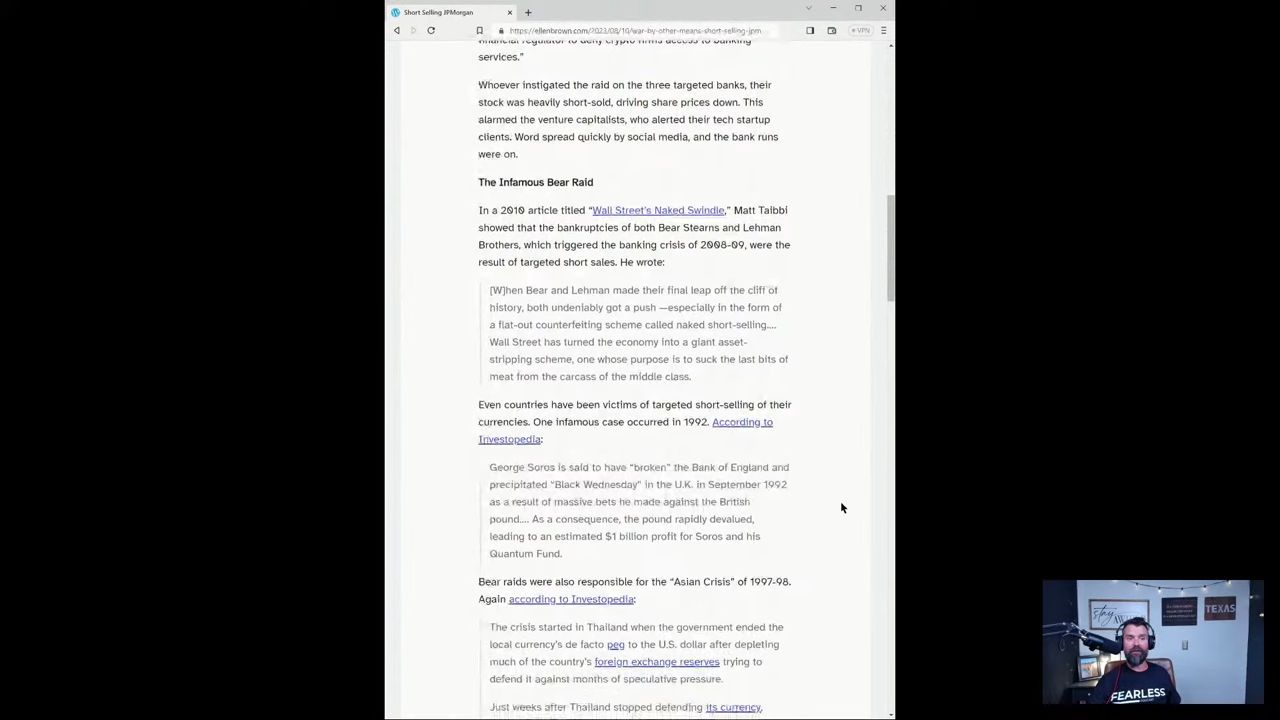 Short Selling JPMorgan
https://ellenbrown.com/2023/08/10/war-by-other-means-short-selling-jpm
VPN
financial regulator to deny crypto firms access to banking
services.”
Whoever instigated the raid on the three targeted banks, their
stock was heavily short-sold, driving share prices down. This
alarmed the venture capitalists, who alerted their tech startup
clients. Word spread quickly by social media, and the bank runs
were on.
The Infamous Bear Raid
In a 2010 article titled “Wall Street’s Naked Swindle,” Matt Taibbi
showed that the bankruptcies of both Bear Stearns and Lehman
Brothers, which triggered the banking crisis of 2008-09, were the
result of targeted short sales. He wrote:
[W]hen Bear and Lehman made their final leap off the cliff of
history, both undeniably got a push —especially in the form of
a flat-out counterfeiting scheme called naked short-selling....
Wall Street has turned the economy into a giant asset-
stripping scheme, one whose purpose is to suck the last bits of
meat from the carcass of the middle class.
Even countries have been victims of targeted short-selling of their
currencies. One infamous case occurred in 1992. According to
Investopedia:
George Soros is said to have “broken” the Bank of England and
precipitated “Black Wednesday” in the U.K. in September 1992
as a result of massive bets he made against the British
pound.... As a consequence, the pound rapidly devalued,
leading to an estimated $1 billion profit for Soros and his
Quantum Fund.
Bear raids were also responsible for the “Asian Crisis” of 1997-98.
Again according to Investopedia:
The crisis started in Thailand when the government ended the
local currency’s de facto peg to the U.S. dollar after depleting
much of the country’s foreign exchange reserves trying to
defend it against months of speculative pressure.
Just weeks after Thailand stopped defending its currency,
stay
TEXAS
FEARLESS